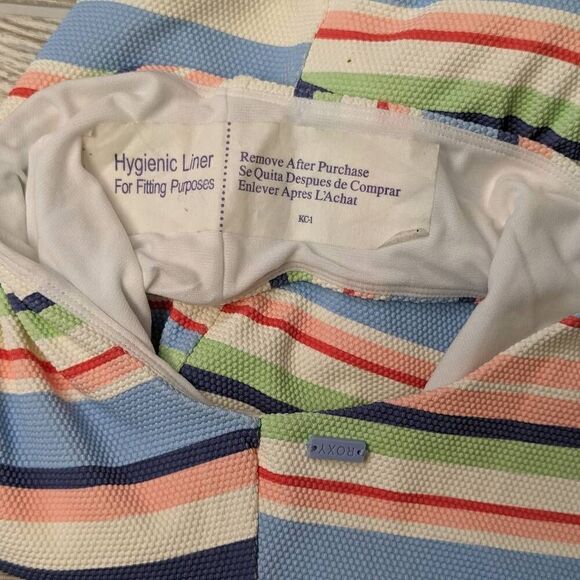 Hygienic Liner
For Fitting Purposes
Remove After Purchase
Se Quita Despues de Comprar
Enlever Apres L'Achat
KC-1
ROXY